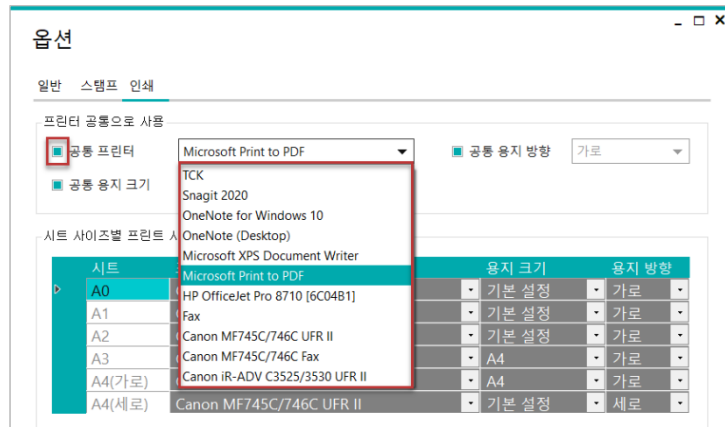 옵션
일반 스탬프 인쇄
프린터 공통으로 사용
공통 프린터 Microsoft Print to PDF 공통 용지 방향 가로
공통 용지 크기
TCK
Snagit 2020
OneNote for Windows 10
OneNote (Desktop)
Microsoft XPS Document Writer
Microsoft Print to PDF
HP OfficeJet Pro 8710 [6C04B1]
Fax
Canon MF745C/746C UFR II
Canon MF745C/746C Fax
Canon iR-ADV C3525/3530 UFR II
시트 사이즈별 프린트
시트 용지 크기 용지 방향
A0 기본 설정 가로
A1 기본 설정 가로
A2 기본 설정 가로
A3 A4 가로
A4(가로) A4 가로
A4(세로) Canon MF745C/746C UFR II 기본 설정 세로